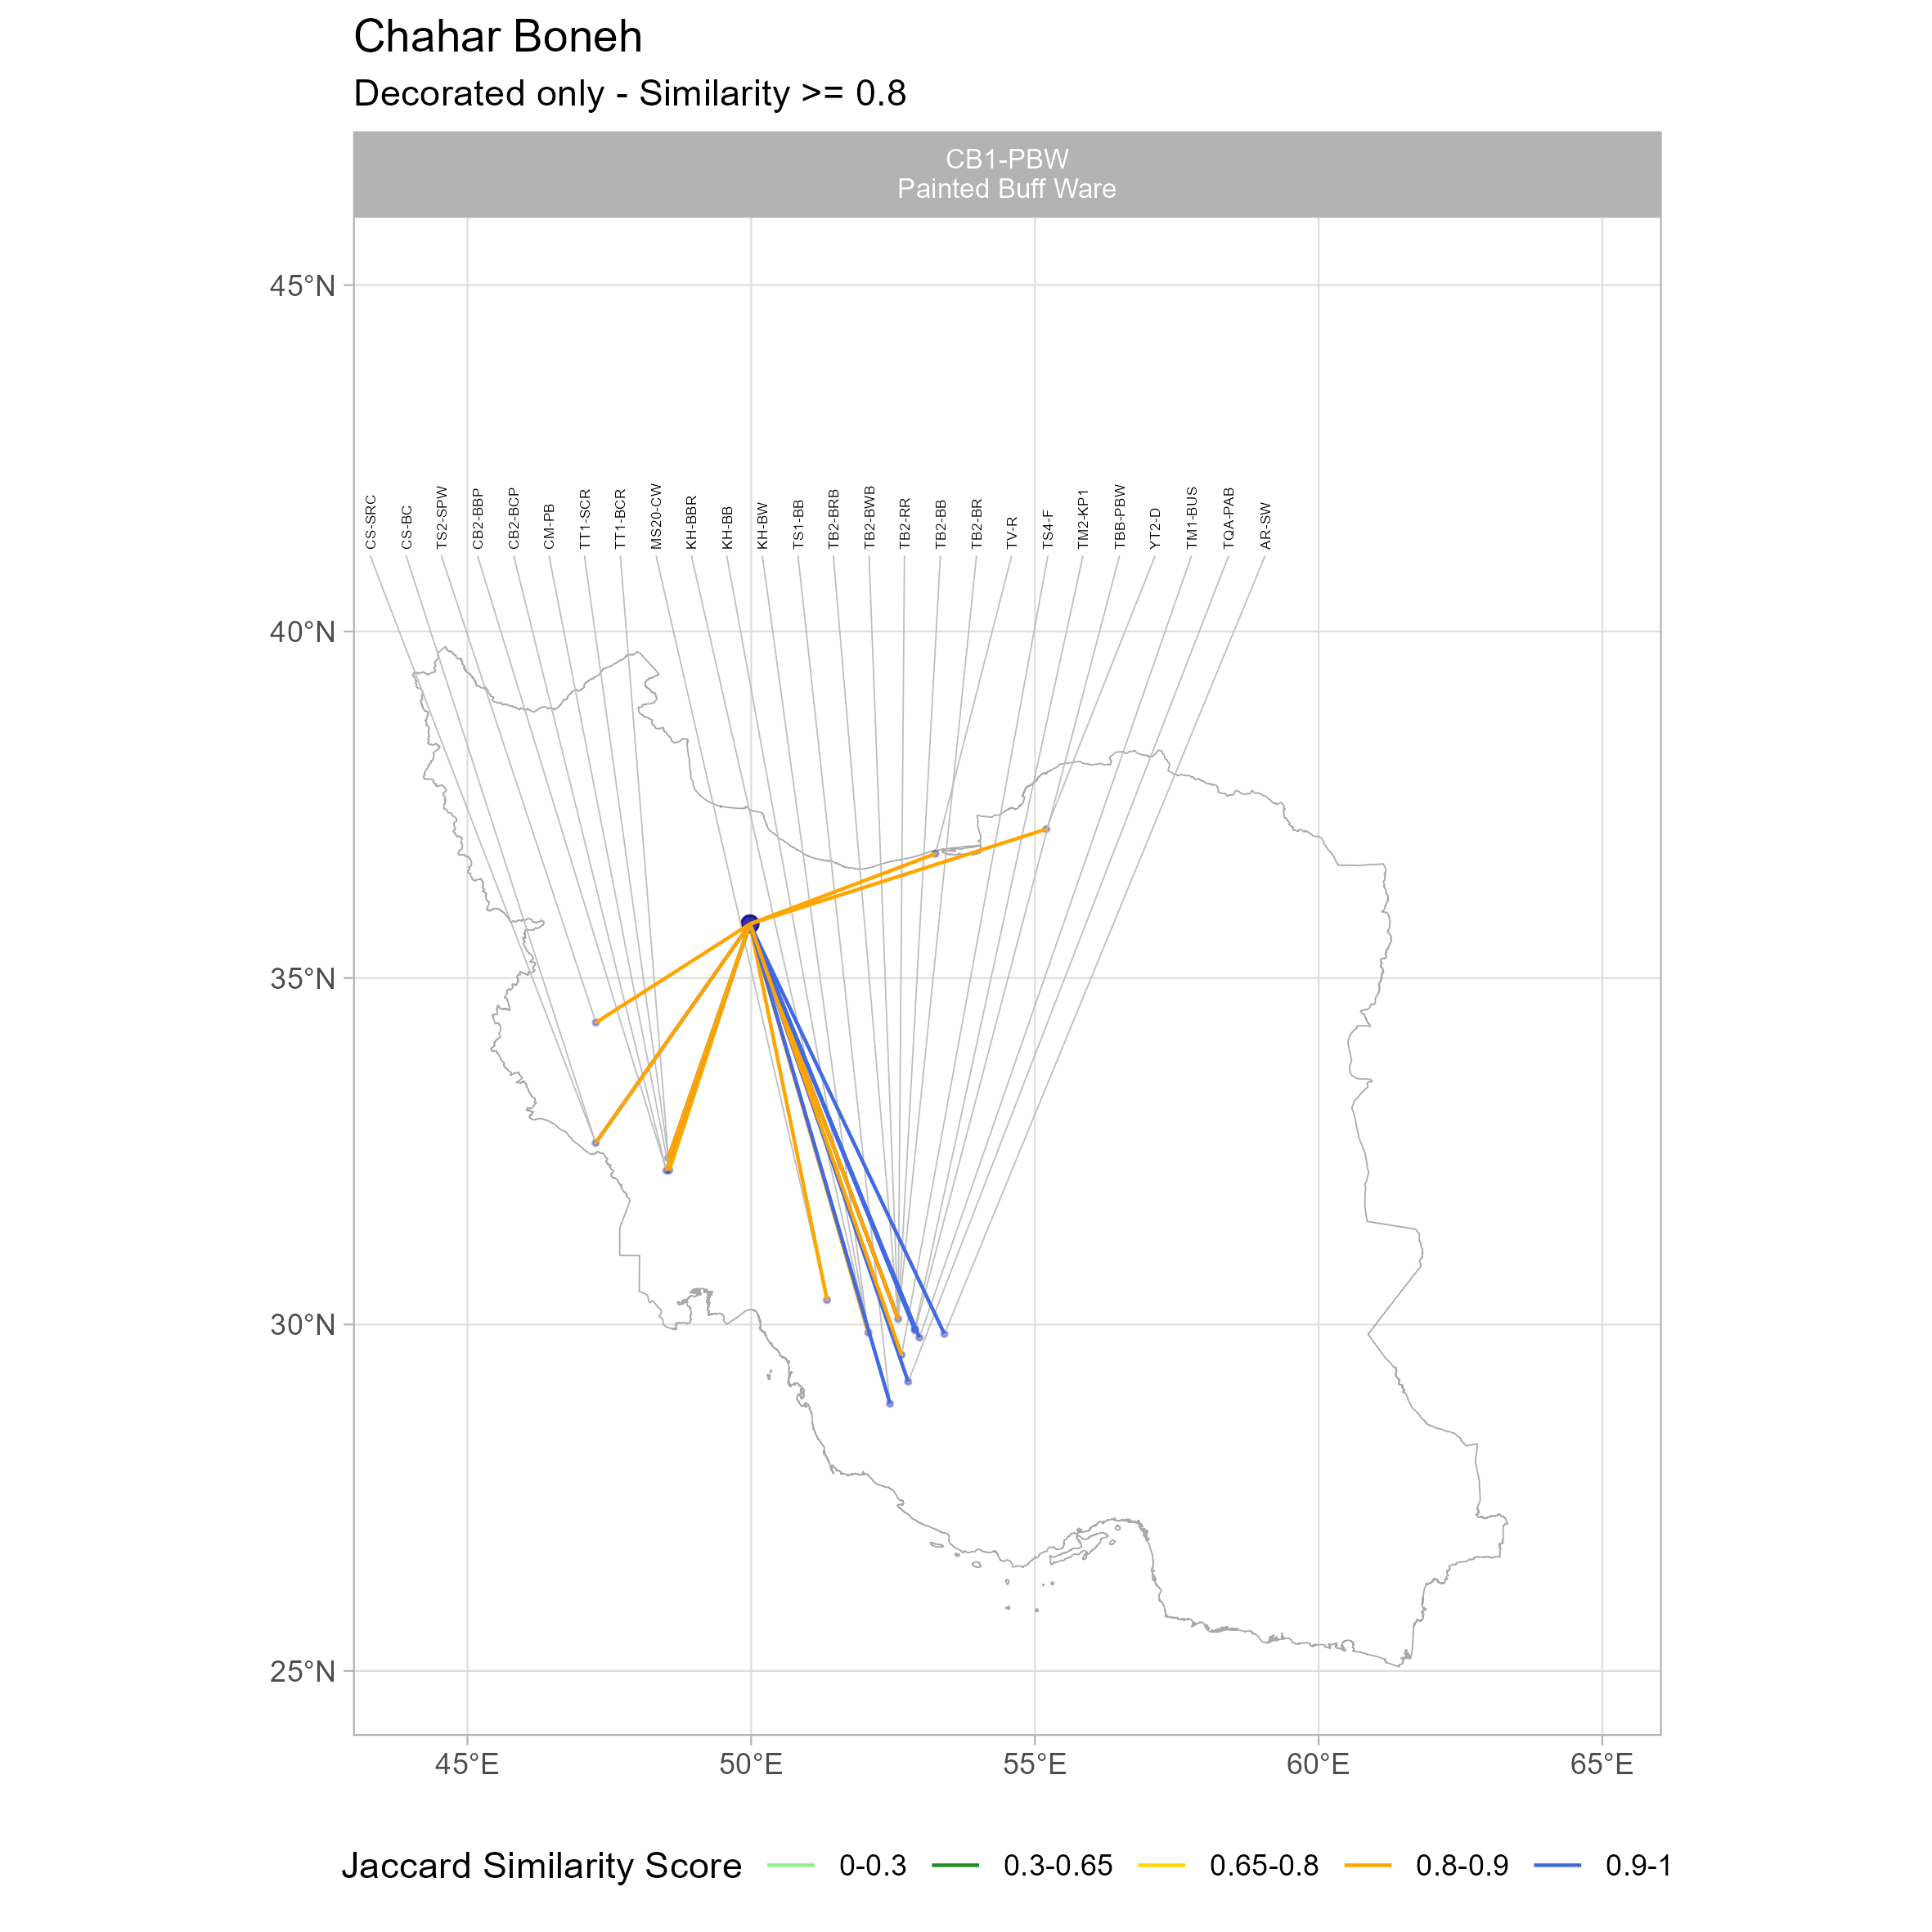 Chahar Boneh
Decorated only - Similarity >= 0.8
CB1-PBW
Painted Buff Ware
45°N
40°N
35°N
30°N
25°N
CS-SRC
CS-BC
TS2-SPW
CB2-BBP
CB2-BCP
CM-PB
TT1-SCR
TT1-BCR
MS20-CW
KH-BBR
KH-BB
KH-BW
TS1-BB
TB2-BRB
TB2-BWB
TB2-RR
TB2-BB
TB2-BR
TV-R
TS4-F
TM2-KP1
TBB-PBW
YT2-D
TM1-BUS
TQA-PAB
AR-SW
45°E 50°E 55°E 60°E 65°E
Jaccard Similarity Score 0-0.3 0.3-0.65 0.65-0.8 0.8-0.9 0.9-1